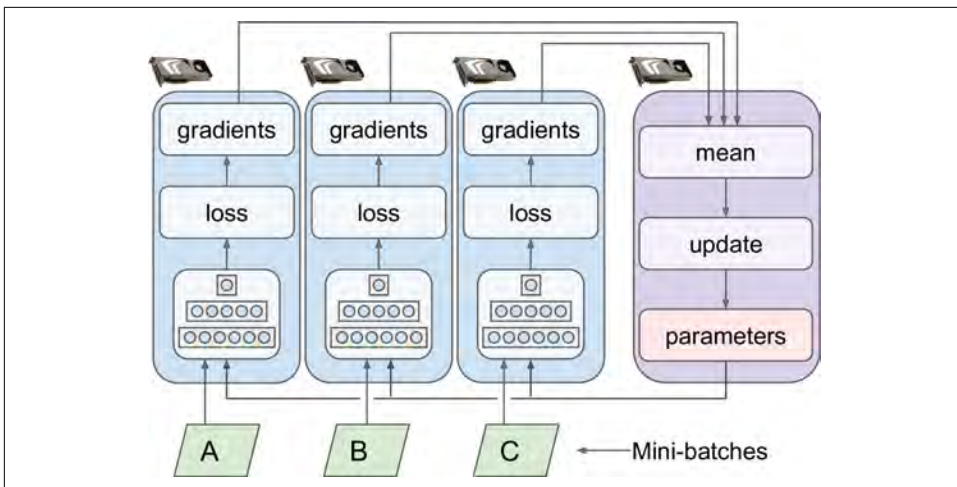 gradients gradients gradients
mean
loss loss loss
update
parameters
A B C Mini-batches